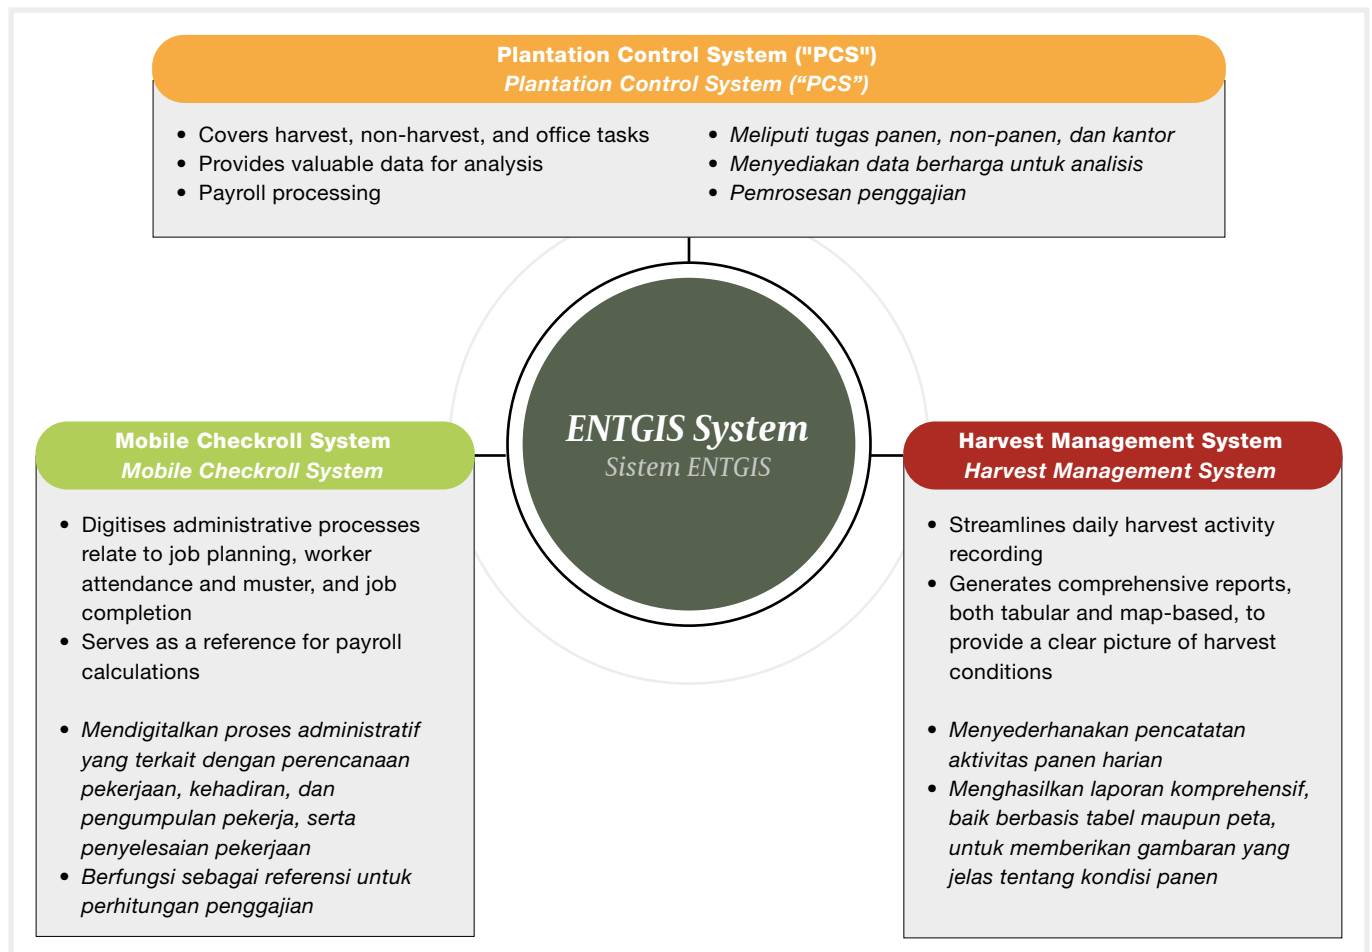 Plantation Control System ("PCS")
Plantation Control System (“PCS”)
• Covers harvest, non-harvest, and office tasks
• Provides valuable data for analysis
• Payroll processing
• Meliputi tugas panen, non-panen, dan kantor
• Menyediakan data berharga untuk analisis
• Pemrosesan penggajian
ENTGIS System
Sistem ENTGIS
Mobile Checkroll System
Mobile Checkroll System
• Digitises administrative processes
relate to job planning, worker
attendance and muster, and job
completion
• Serves as a reference for payroll
calculations
• Mendigitalkan proses administratif
yang terkait dengan perencanaan
pekerjaan, kehadiran, dan
pengumpulan pekerja, serta
penyelesaian pekerjaan
• Berfungsi sebagai referensi untuk
perhitungan penggajian
Harvest Management System
Harvest Management System
• Streamlines daily harvest activity
recording
• Generates comprehensive reports,
both tabular and map-based, to
provide a clear picture of harvest
conditions
• Menyederhanakan pencatatan
aktivitas panen harian
• Menghasilkan laporan komprehensif,
baik berbasis tabel maupun peta,
untuk memberikan gambaran yang
jelas tentang kondisi panen